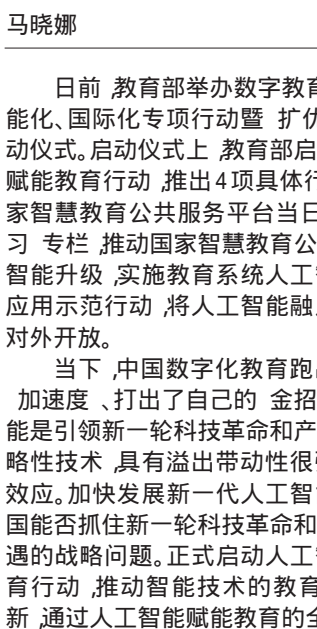 马晓娜
日前,教育部举办数字教育
能化、国际化专项行动暨 扩优
动仪式。启动仪式上,教育部启
赋能教育行动,推出4项具体行
家智慧教育公共服务平台当日
习 专栏,推动国家智慧教育公
智能升级,实施教育系统人工
应用示范行动,将人工智能融
对外开放。
当下,中国数字化教育跑
加速度 、打出了自己的 金招
能是引领新一轮科技革命和产
略性技术,具有溢出带动性很
效应。加快发展新一代人工智
国能否抓住新一轮科技革命和
遇的战略问题。正式启动人工
育行动,推动智能技术的教育
新,通过人工智能赋能教育的全